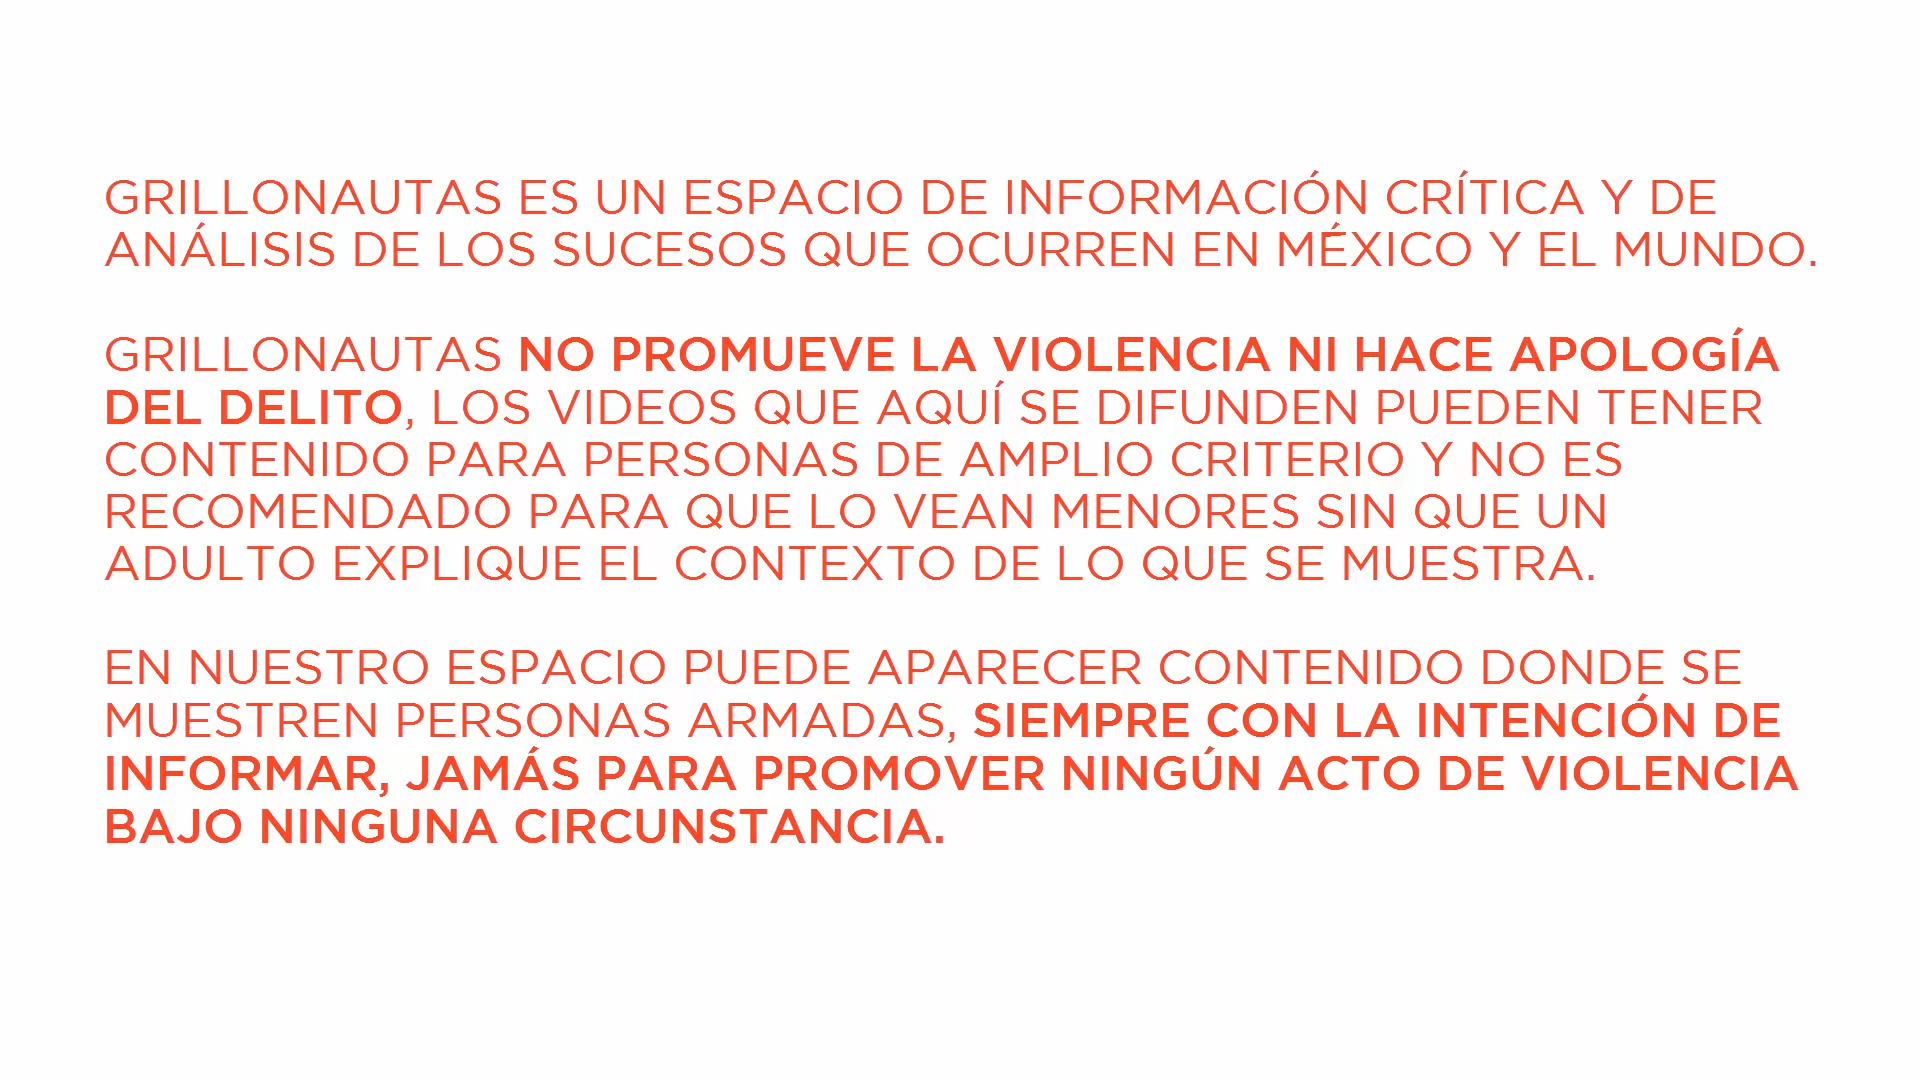 GRILLONAUTAS ES UN ESPACIO DE INFORMACIÓN CRÍTICA Y DE
ANÁLISIS DE LOS SUCESOS QUE OCURREN EN MÉXICO Y EL MUNDO.
GRILLONAUTAS NO PROMUEVE LA VIOLENCIA NI HACE APOLOGÍA
DEL DELITO, LOS VIDEOS QUE AQUÍ SE DIFUNDEN PUEDEN TENER
CONTENIDO PARA PERSONAS DE AMPLIO CRITERIO Y NO ES
RECOMENDADO PARA QUE LO VEAN MENORES SIN QUE UN
ADULTO EXPLIQUE EL CONTEXTO DE LO QUE SE MUESTRA.
EN NUESTRO ESPACIO PUEDE APARECER CONTENIDO DONDE SE
MUESTREN PERSONAS ARMADAS, SIEMPRE CON LA INTENCIÓN DE
INFORMAR, JAMÁS PARA PROMOVER NINGÚN ACTO DE VIOLENCIA
BAJO NINGUNA CIRCUNSTANCIA.